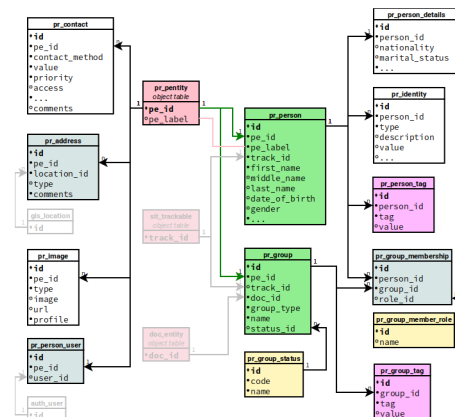 pr_contact
id
pe_id
contact_method
value
priority
access
...
comments
pr_address
id
pe_id
location_id
type
comments
gis_location
id
pr_image
id
pe_id
type
image
url
profile
pr_person_user
id
pe_id
user_id
auth_user
id
pr_pentity
object table
pe_id
pe_label
sit_trackable
object table
track_id
doc_entity
object table
doc_id
pr_person
id
pe_id
pe_label
track_id
first_name
middle_name
last_name
date_of_birth
gender
...
pr_group
id
pe_id
track_id
doc_id
group_type
name
status_id
pr_group_status
id
code
name
pr_person_details
id
person_id
nationality
marital_status
...
pr_identity
id
person_id
type
description
value
...
pr_person_tag
id
person_id
tag
value
pr_group_membership
id
person_id
group_id
role_id
pr_group_member_role
id
name
pr_group_tag
id
group_id
tag
value